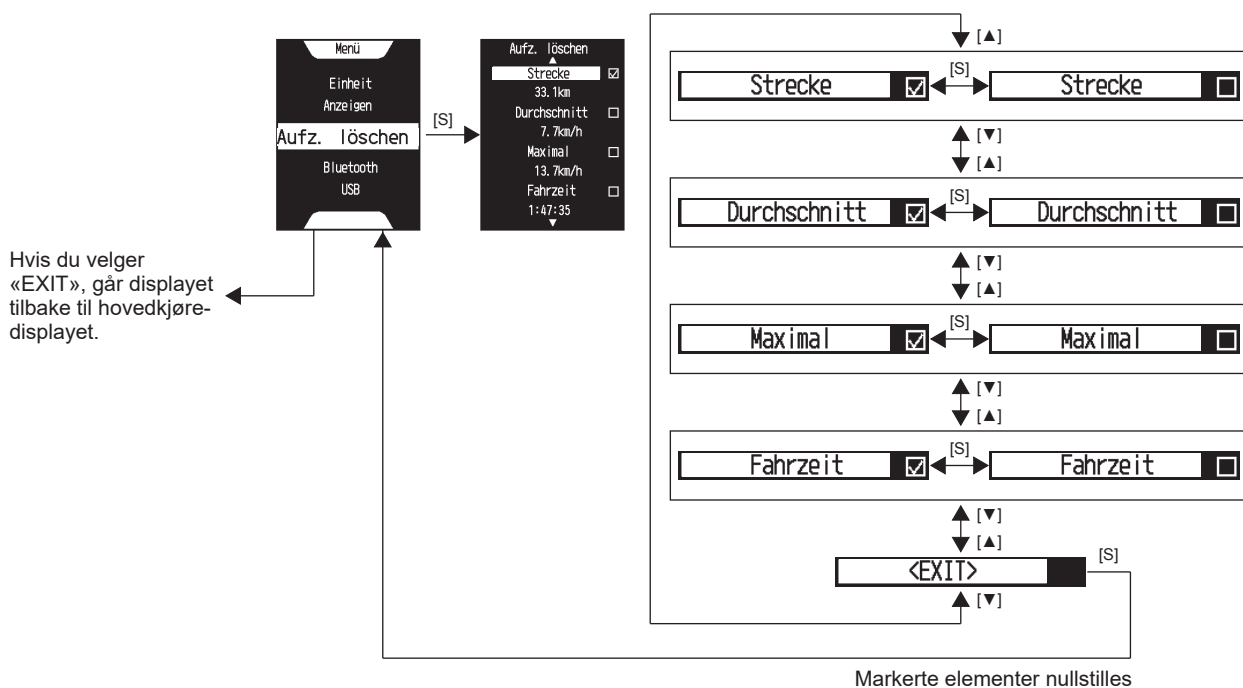 Menü
Einheit
Anzeigen
Aufz. löschen
Bluetooth
USB
[S]
Aufz. löschen
Strecke
33.1km
Durchschnitt
7.7km/h
Maximal
13.7km/h
Fahrzeit
1:47:35
Hvis du velger
«EXIT», går displayet
tilbake til hovedkjøre-
displayet.
[▲]
Strecke [S] Strecke
[▼]
[▲]
Durchschnitt [S] Durchschnitt
[▼]
[▲]
Maximal [S] Maximal
[▼]
[▲]
Fahrzeit [S] Fahrzeit
[▼]
[▲]
<EXIT> [S]
[▼]
Markerte elementer nullstilles